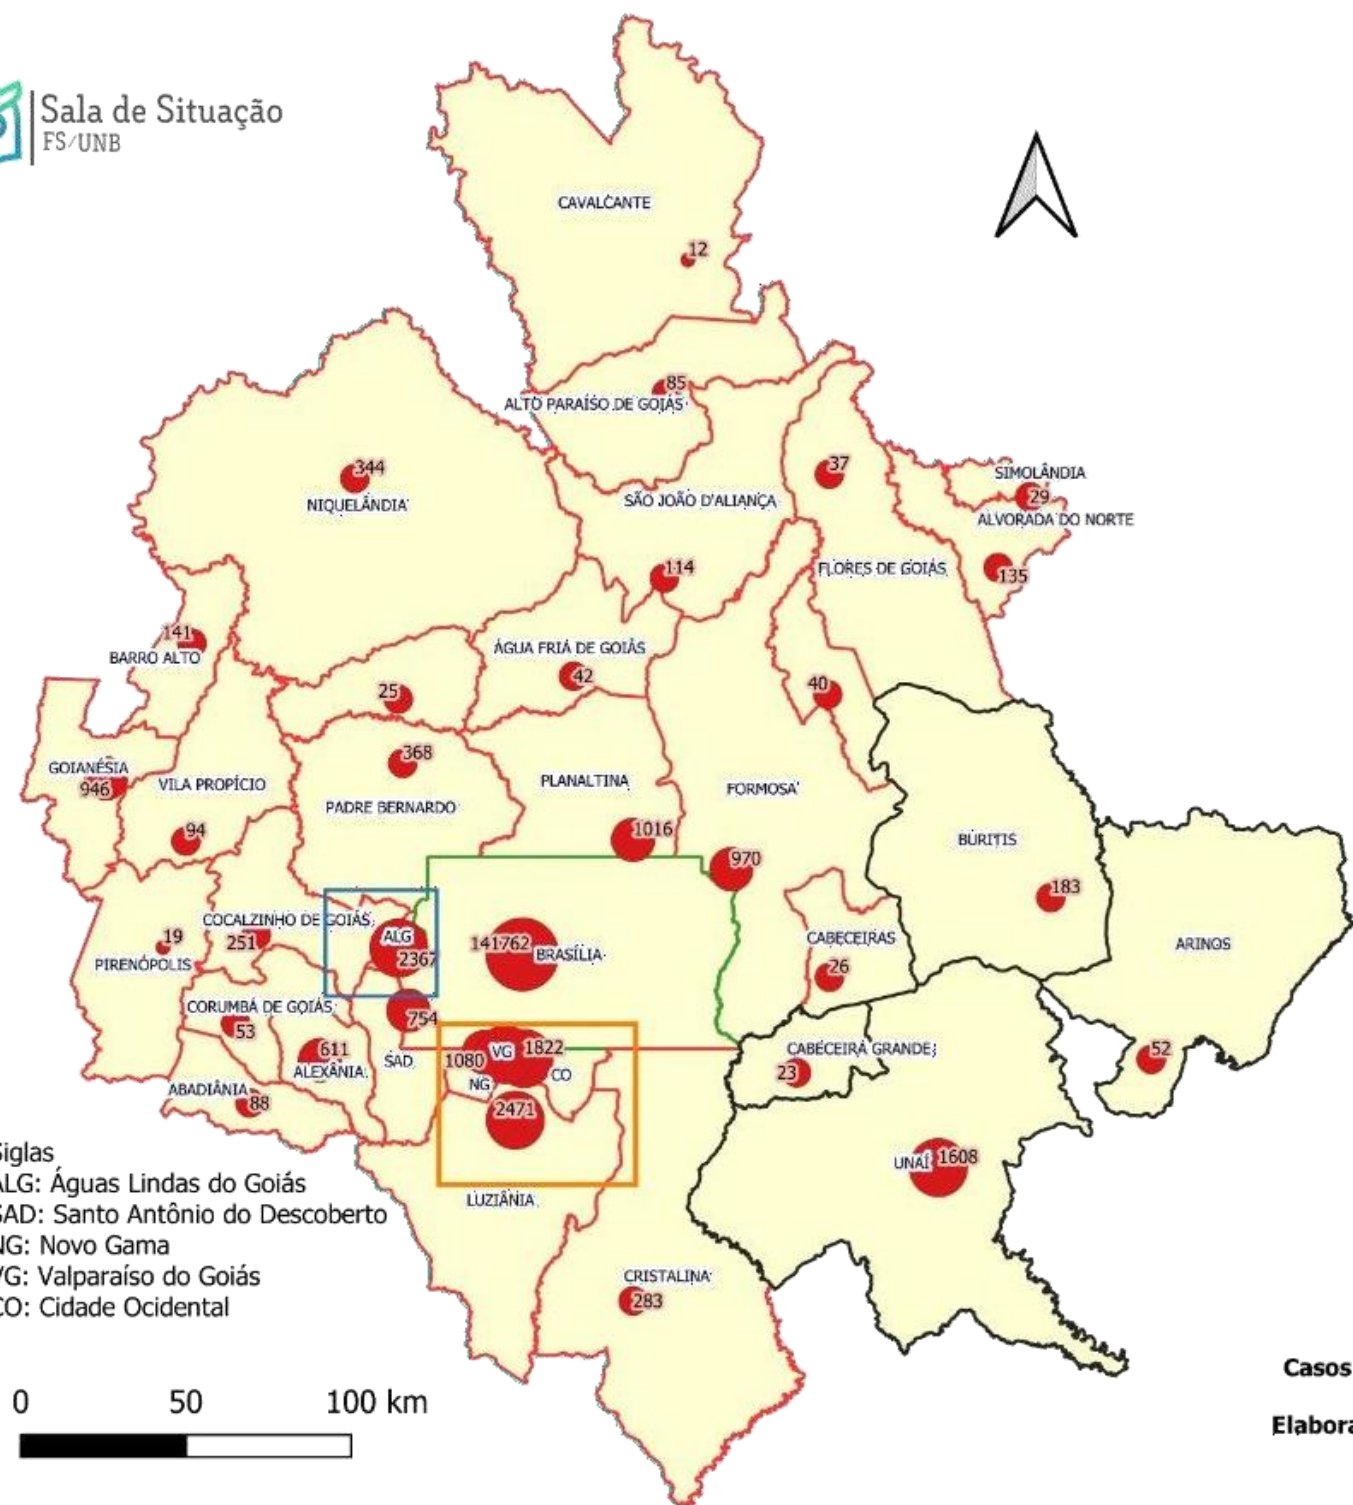 Sala de Situação
FS/UNB
CAVALCANTE
12
85
ALTO PARAÍSO DE GOIÁS
344
NIQUELÂNDIA
37
SÃO JOÃO D'ALIANÇA
SIMOLÂNDIA
29
ALVORADA DO NORTE
114
FLORES DE GOIÁS
135
141
BARRO ALTO
ÁGUA FRIA DE GOIÁS
42
25
40
368
GOIANÉSIA
946
VILA PROPÍCIO
PADRE BERNARDO
PLANALTINA
FORMOSA
94
1016
970
BURITIS
183
COCALZINHO DE GOIÁS
251
ALG
2367
141762
BRASÍLIA
CABECEIRAS
26
ARINOS
19
PIRENÓPOLIS
CORUMBÁ DE GOIÁS
53
754
611
ALEXÂNIA
SAD
1080
VG
1822
NG
CO
CABECEIRA GRANDE
23
52
ABADIÂNIA
88
2471
UNAÍ
1608
LUZIÂNIA
Siglas
ALG: Águas Lindas do Goiás
SAD: Santo Antônio do Descoberto
NG: Novo Gama
VG: Valparaíso do Goiás
CO: Cidade Ocidental
CRISTALINA
283
0 50 100 km
Casos
Elabora